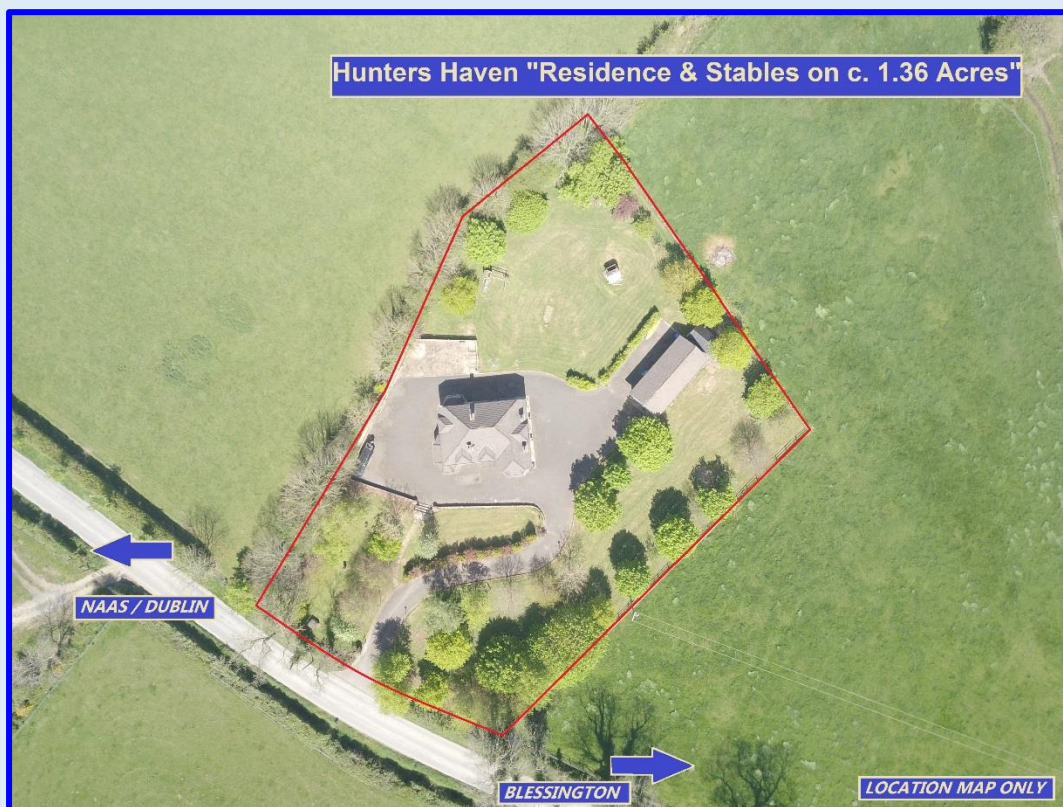 Hunters Haven "Residence & Stables on c. 1.36 Acres"
NAAS / DUBLIN
BLESSINGTON
LOCATION MAP ONLY